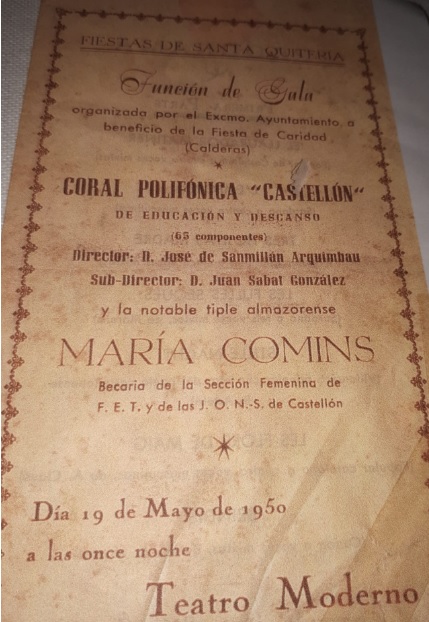 FIESTAS DE SANTA QUITERIA
Función de Gala
organizada por el Excmo. Ayuntamiento a
beneficio de la Fiesta de Caridad
(Calderas)
CORAL POLIFÓNICA "CASTELLÓN"
DE EDUCACIÓN Y DESCANSO
(65 componentes)
Director: D. José de Sanmillán Arquimbau
Sub-Director: D. Juan Sabat González
y la notable tiple almazorense
MARÍA COMINS
Becaria de la Sección Femenina de
F. E. T. y de las J. O. N.-S. de Castellón
Día 19 de Mayo de 1950
a las once noche
Teatro Moderno